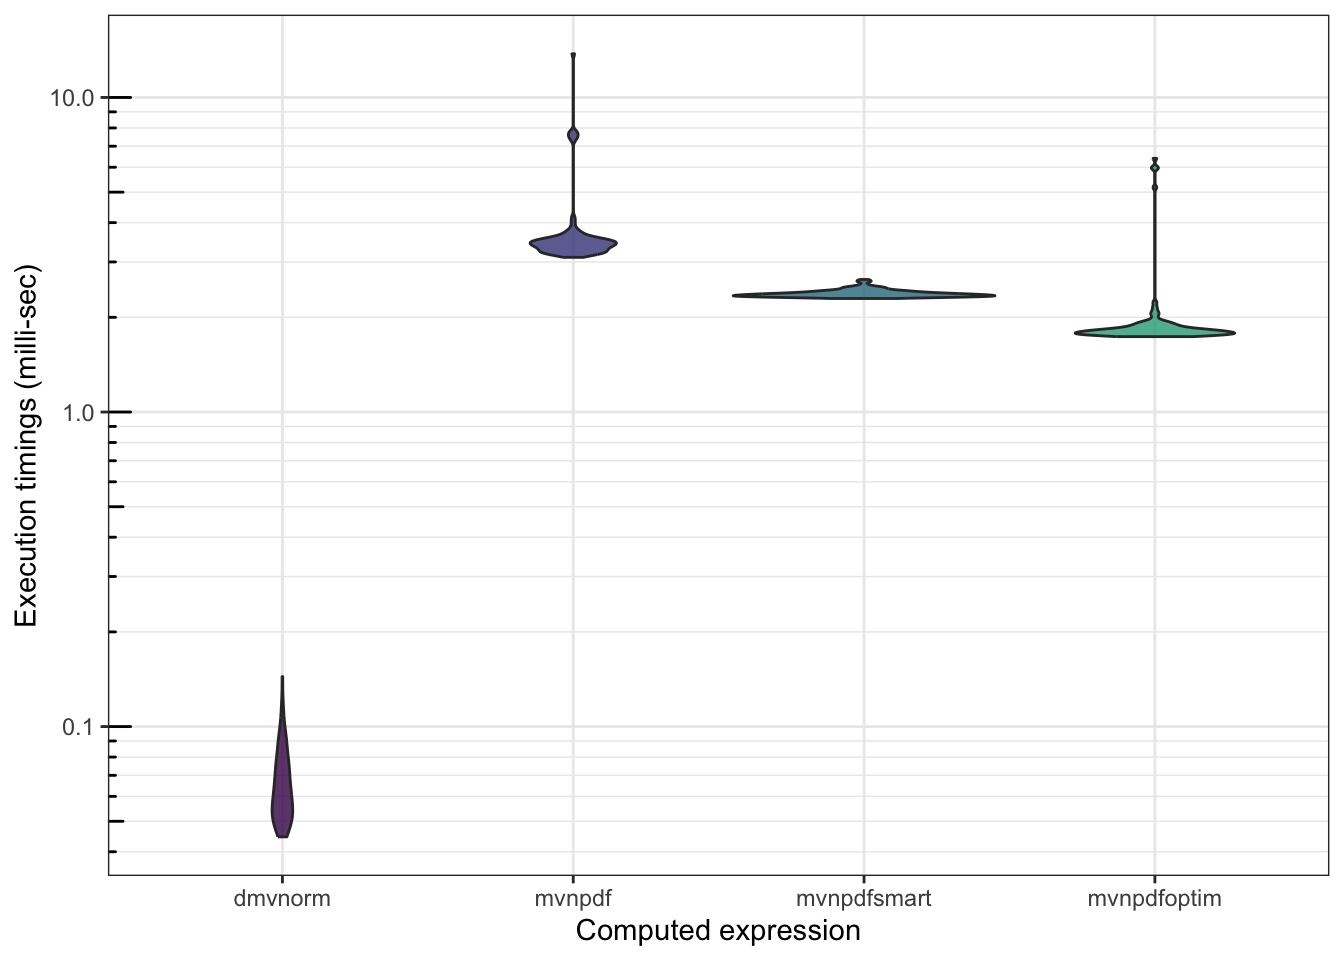 Execution timings (milli-sec)
10.0
1.0
0.1
dmvnorm mvnpdf mvnpdfsmart mvnpdfoptim
Computed expression